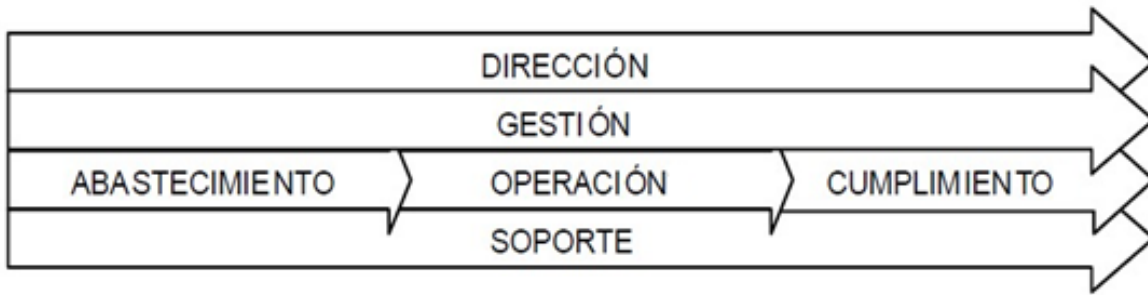 DIRECCIÓN
GESTIÓN
ABASTECIMIENTO OPERACIÓN CUMPLIMIENTO
SOPORTE